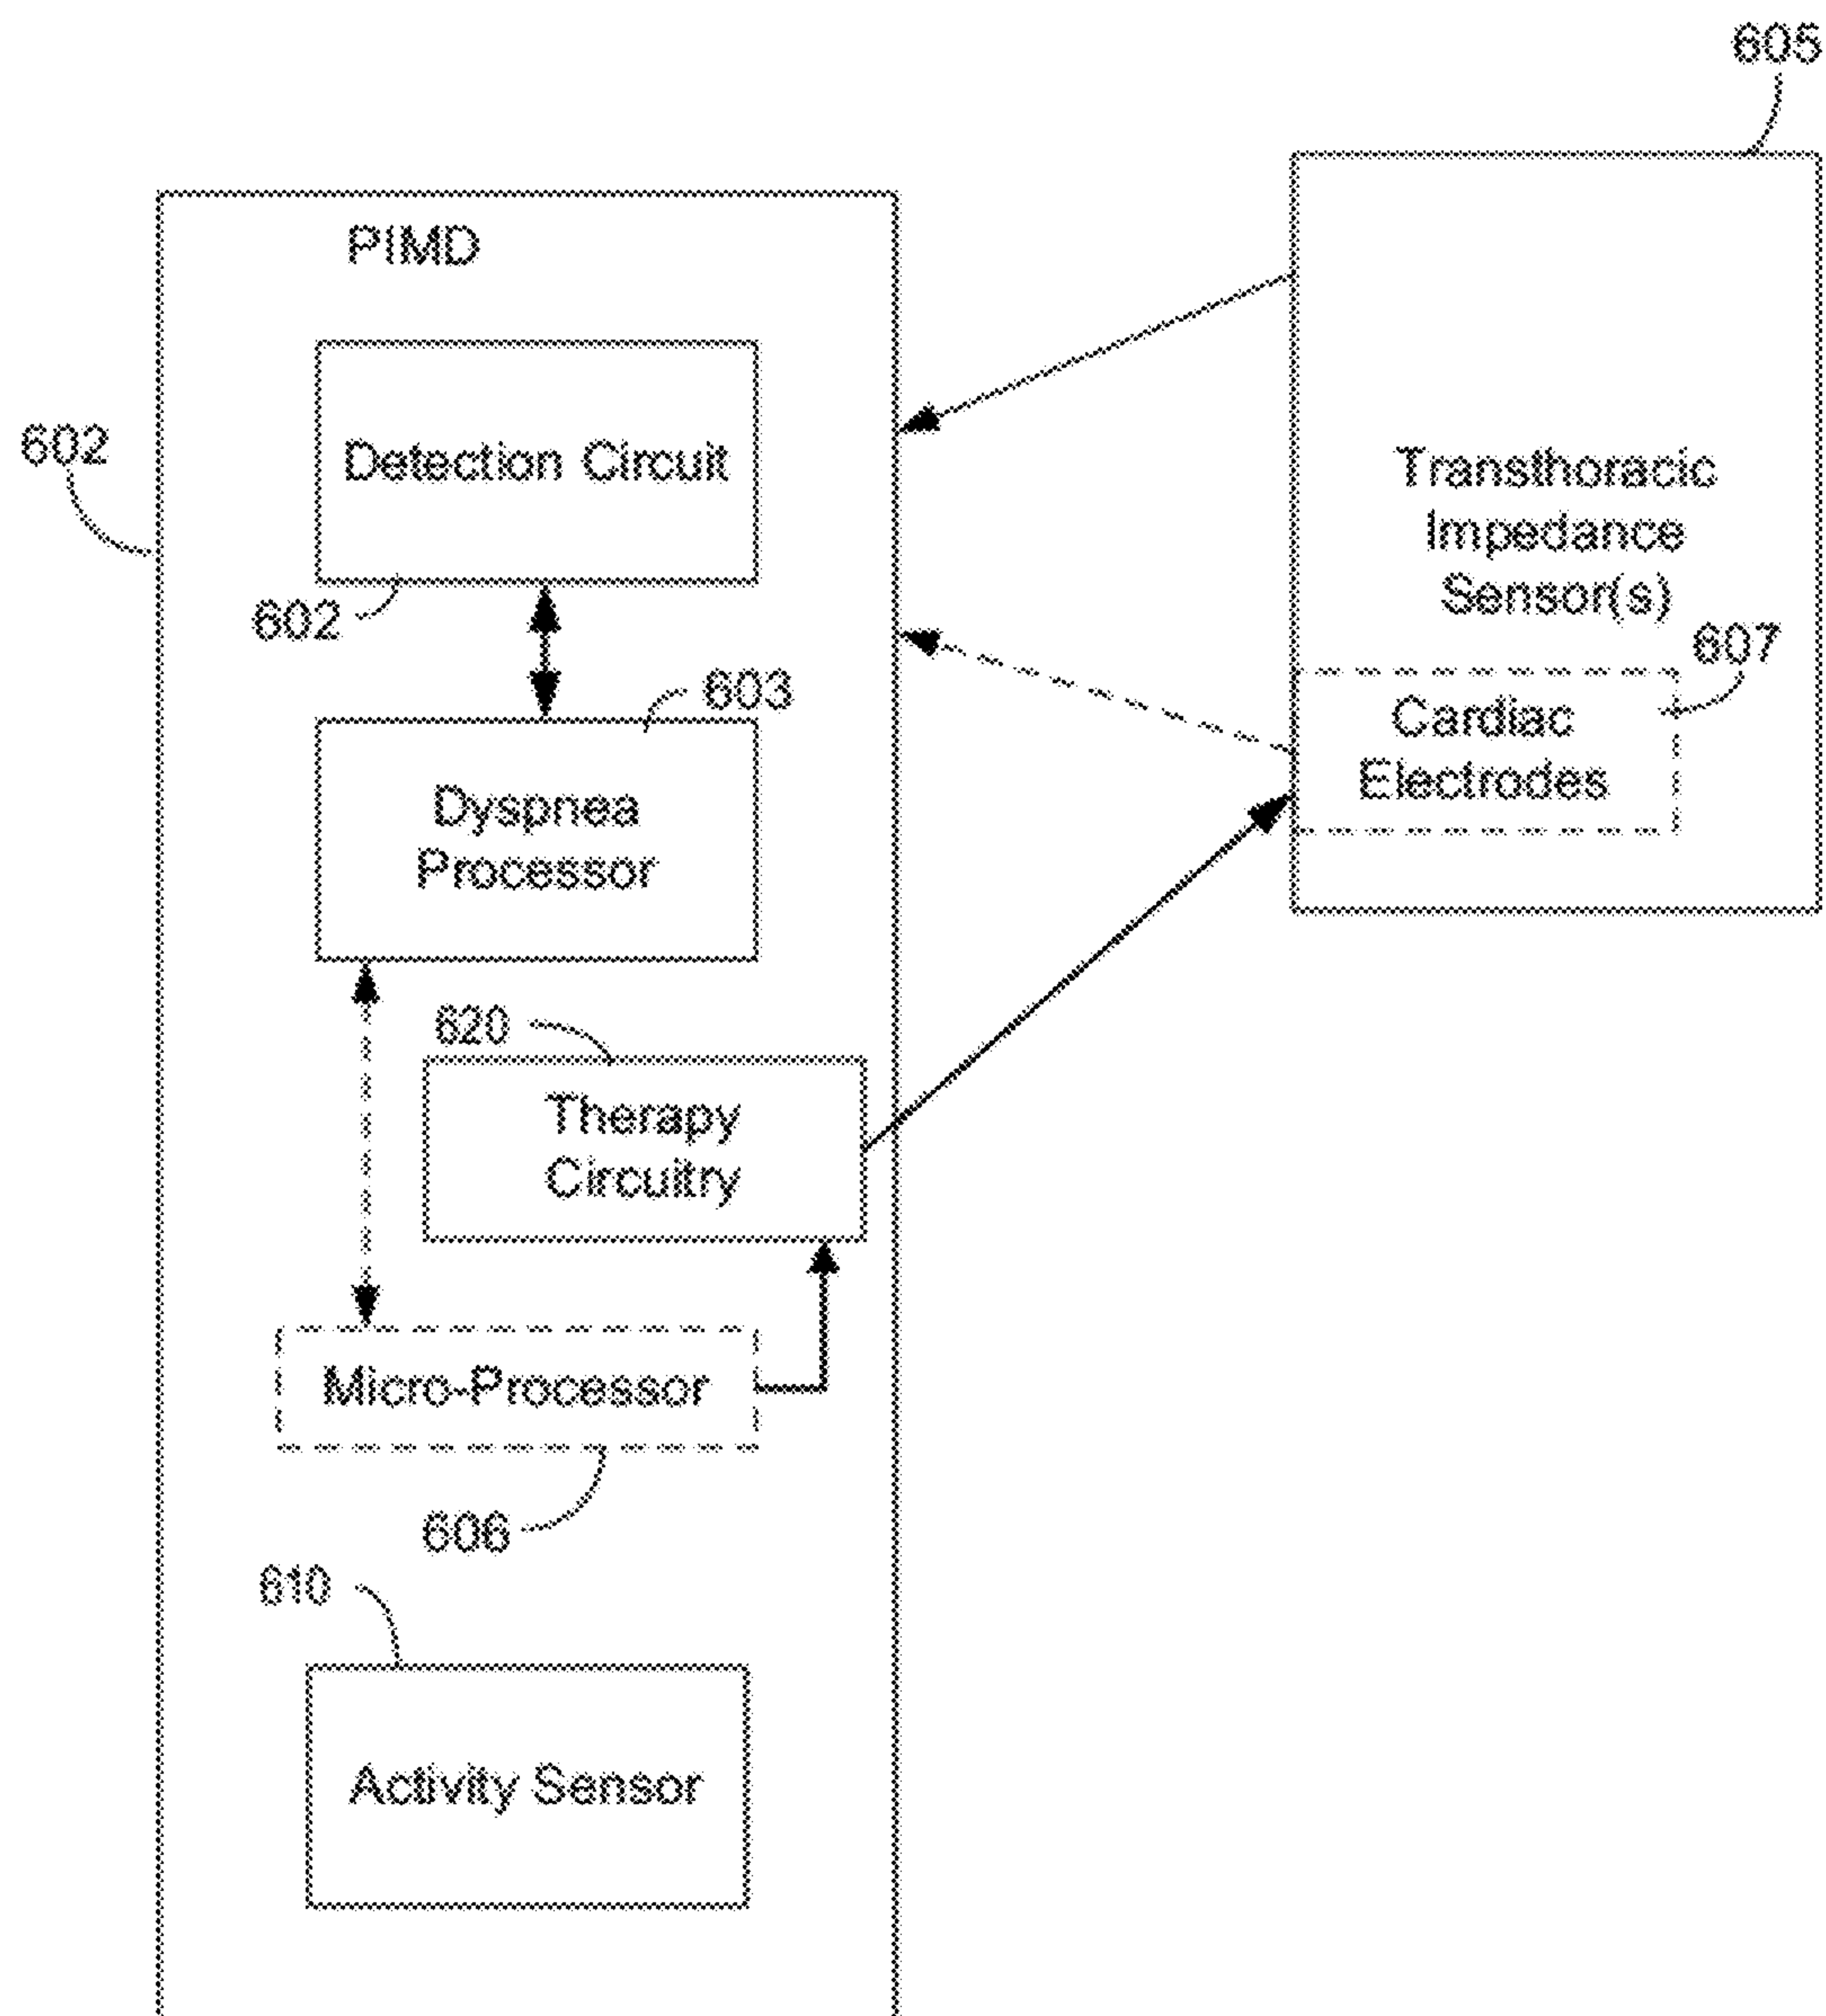 605
PIMD
Detection Circuit
602
602
603
Dyspnea
Processor
620
Therapy
Circuitry
Micro-Processor
606
610
Activity Sensor
Transthoracic
Impedance
Sensor(s)
607
Cardiac
Electrodes